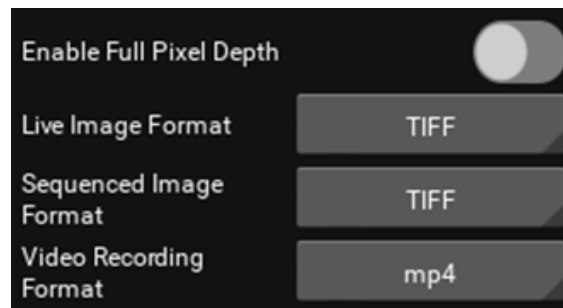 Enable Full Pixel Depth
Live Image Format
TIFF
Sequenced Image
Format
TIFF
Video Recording
Format
mp4